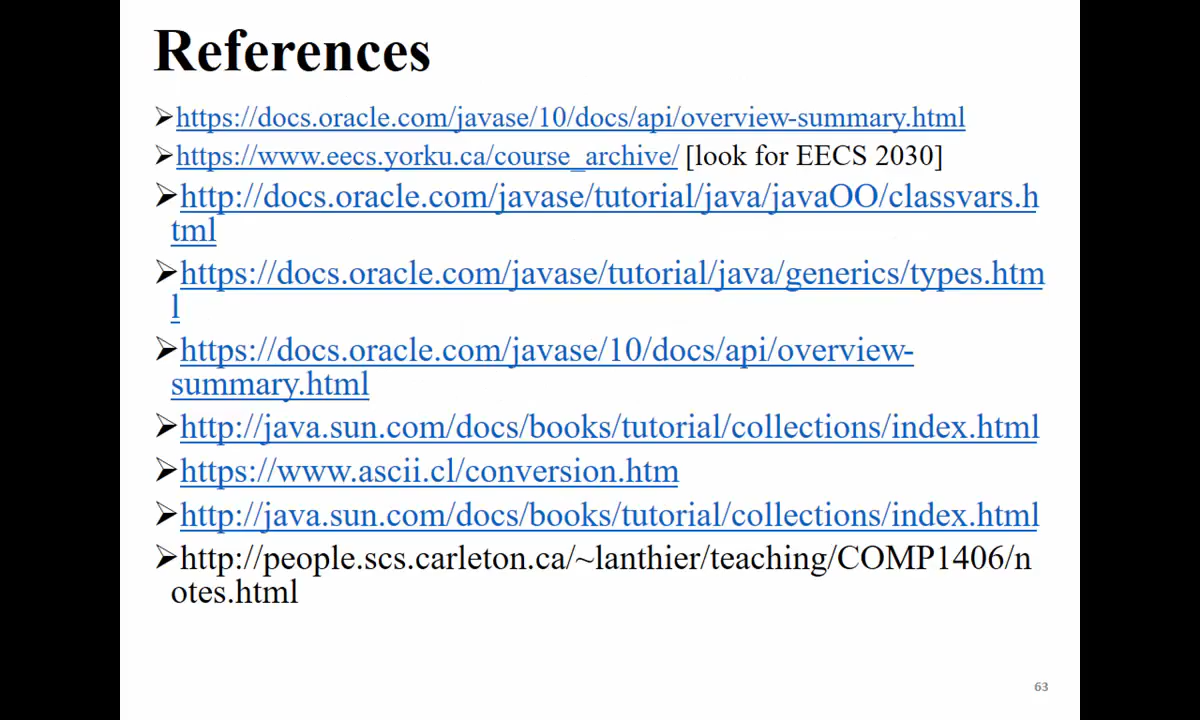 References
➢https://docs.oracle.com/javase/10/docs/api/overview-summary.html
➢https://www.eecs.yorku.ca/course_archive/ [look for EECS 2030]
➢http://docs.oracle.com/javase/tutorial/java/javaOO/classvars.h
tml
➢https://docs.oracle.com/javase/tutorial/java/generics/types.htm
l
➢https://docs.oracle.com/javase/10/docs/api/overview-
summary.html
➢http://java.sun.com/docs/books/tutorial/collections/index.html
➢https://www.ascii.cl/conversion.htm
➢http://java.sun.com/docs/books/tutorial/collections/index.html
➢http://people.scs.carleton.ca/~lanthier/teaching/COMP1406/n
otes.html
63